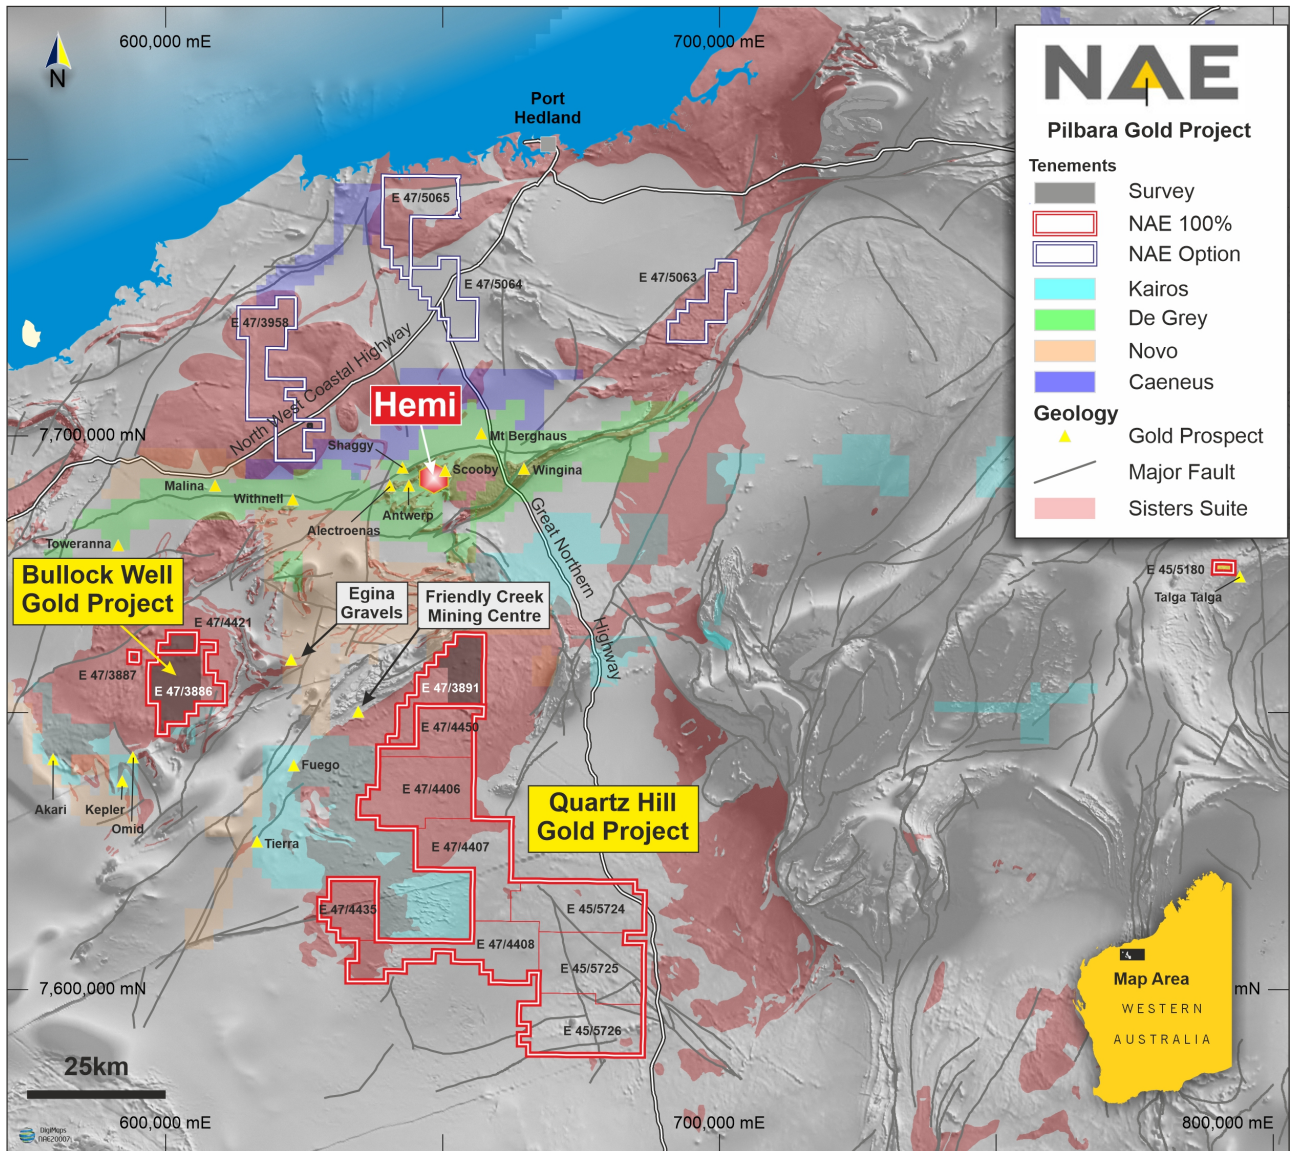 600,000 mE
700,000 mE
N
Port
Hedland
NAE
Pilbara Gold Project
Tenements
Survey
NAE 100%
NAE Option
Kairos
De Grey
Novo
Caeneus
Geology
Gold Prospect
Major Fault
Sisters Suite
E 47/5065
E 47/5064
E 47/5063
E 47/3958
North West Coastal Highway
Hemi
7,700,000 mN
Shaggy
Mt Berghaus
Scooby
Wingina
Malina
Withnell
Antwerp
Alectroenas
Great Northern
Highway
Toweranna
Bullock Well
Gold Project
Egina
Gravels
Friendly Creek
Mining Centre
E 45/5180
Talga Talga
E 47/4421
E 47/3887
E 47/3886
E 47/3891
E 47/4450
Fuego
E 47/4406
Akari
Kepler
Omid
Tierra
Quartz Hill
Gold Project
E 47/4407
E 47/4435
E 45/5724
E 47/4408
E 45/5725
E 45/5726
7,600,000 mN
mN
Map Area
WESTERN
AUSTRALIA
25km
600,000 mE
700,000 mE
800,000 mE
DigiMaps
NAE20007j